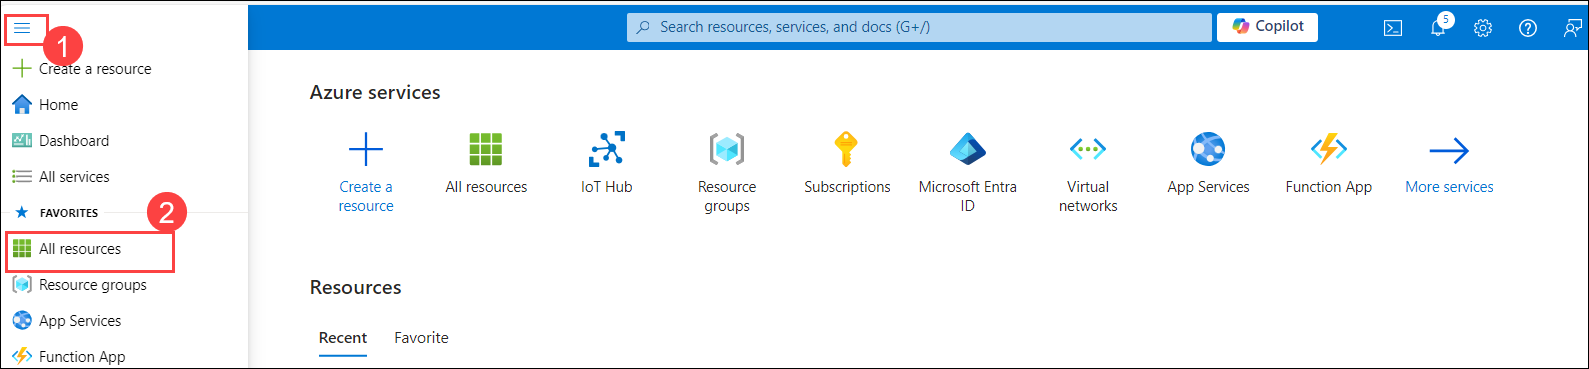 1
Search resources, services, and docs (G+/)
Copilot
5
Create a resource
Home
Dashboard
All services
FAVORITES
2
All resources
Resource groups
App Services
Function App
Azure services
Create a
resource
All resources
IoT Hub
Resource
groups
Subscriptions
Microsoft Entra
ID
Virtual
networks
App Services
Function App
More services
Resources
Recent
Favorite